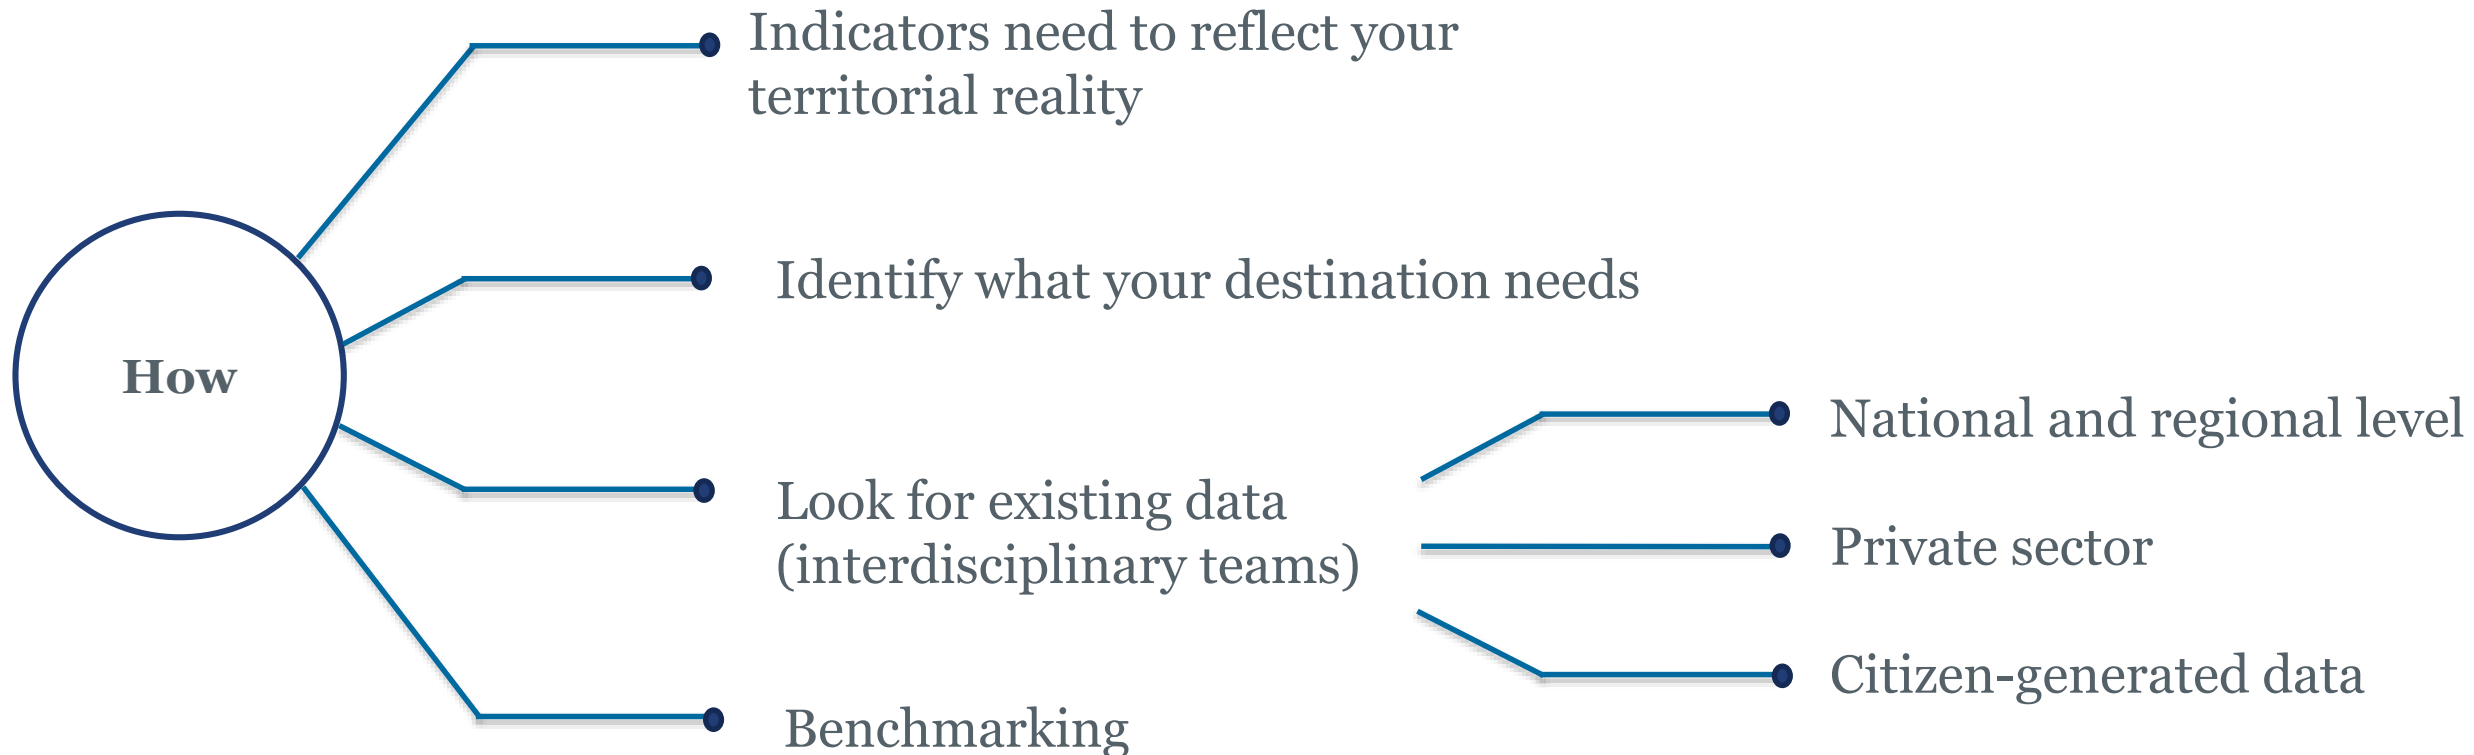 Indicators need to reflect your
territorial reality
Identify what your destination needs
How
National and regional level
Look for existing data
(interdisciplinary teams)
Private sector
Citizen-generated data
Benchmarking